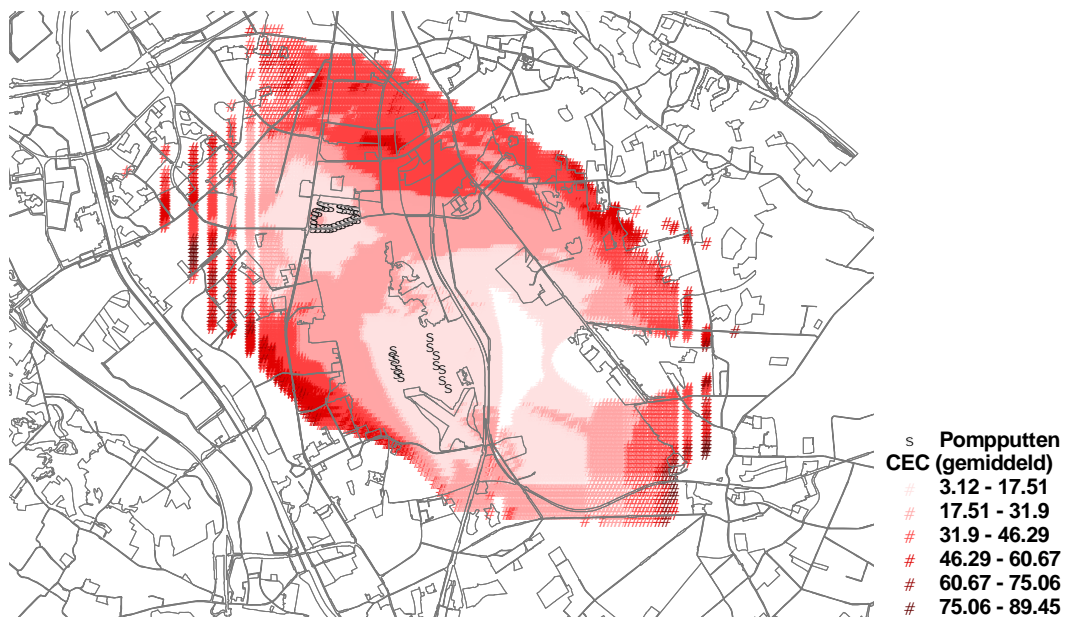 s Pompputten
CEC (gemiddeld)
# 3.12 - 17.51
# 17.51 - 31.9
# 31.9 - 46.29
# 46.29 - 60.67
# 60.67 - 75.06
# 75.06 - 89.45